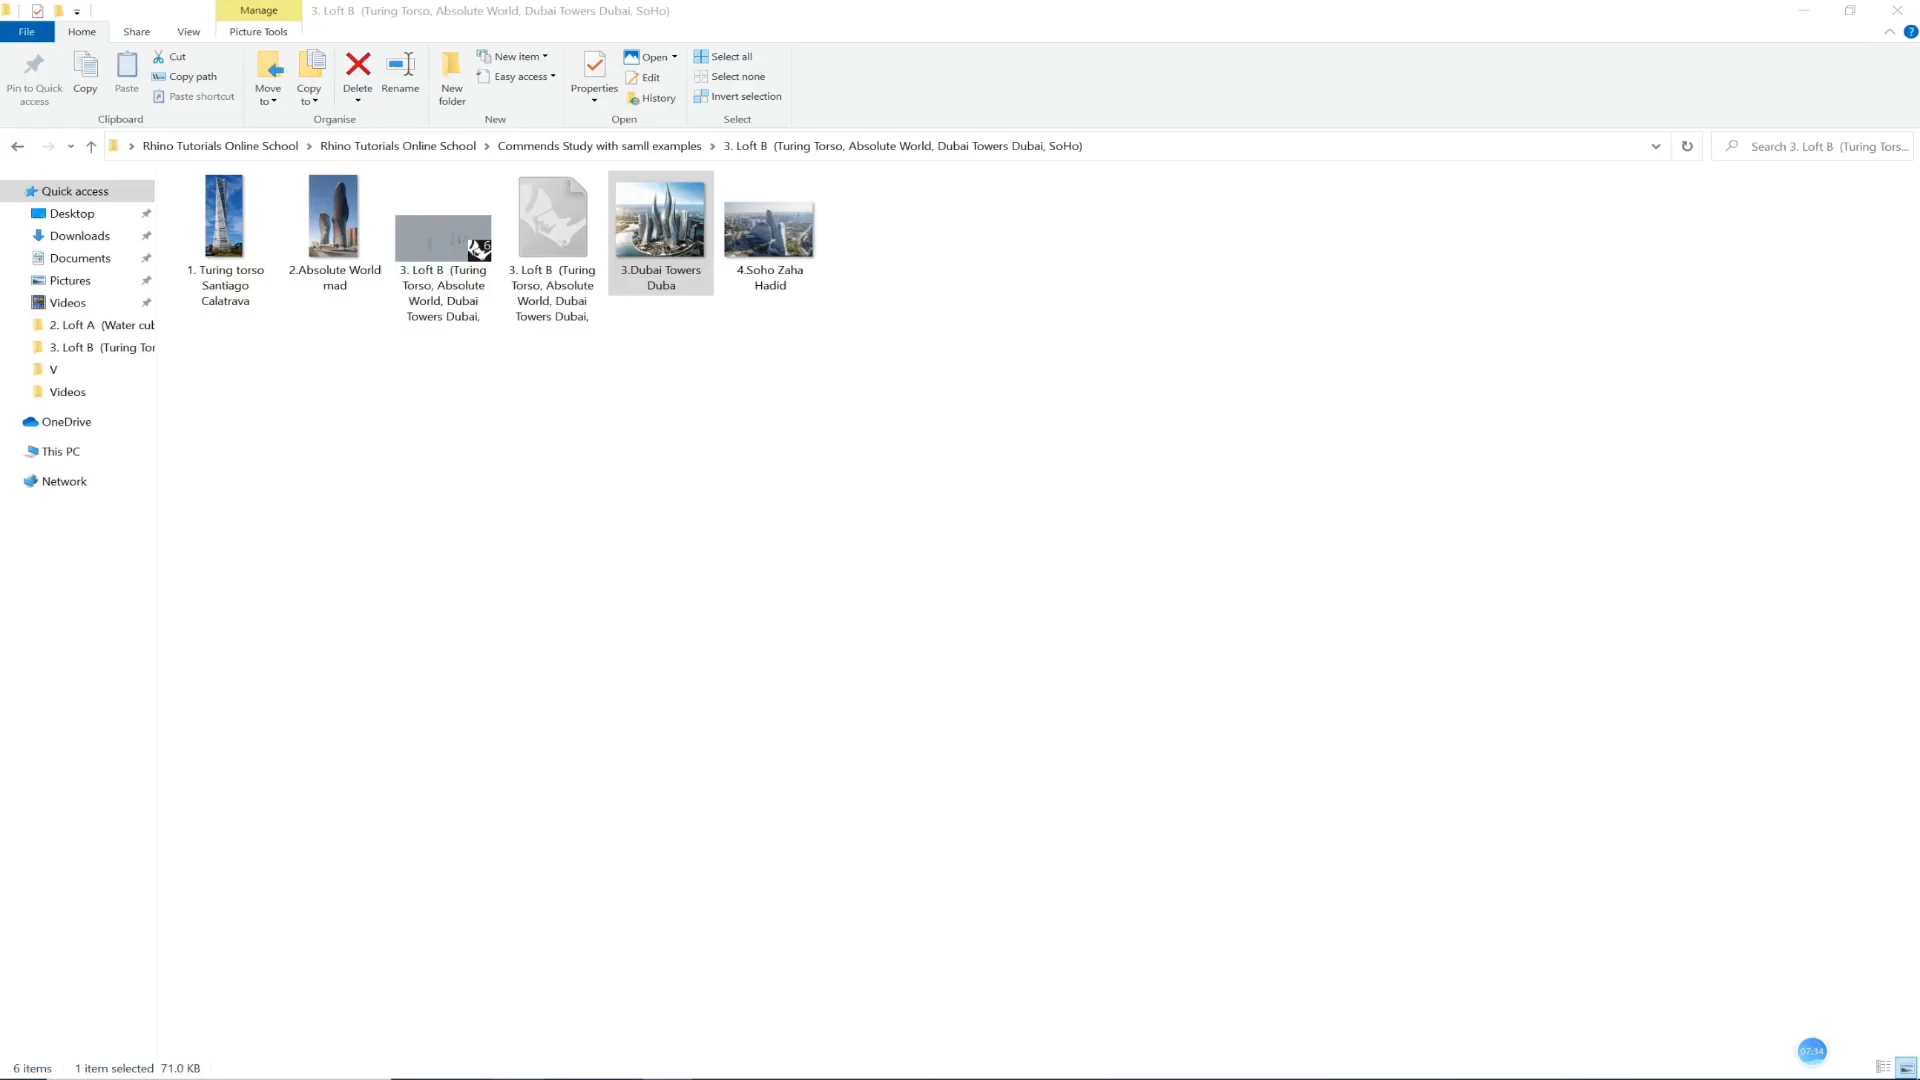 Manage
3. Loft B (Turing Torso, Absolute World, Dubai Towers Dubai, SoHo)
File
Home
Share
View
Picture Tools
Pin to Quick access
Copy
Paste
Cut
Copy path
Paste shortcut
Clipboard
Move to
Copy to
Delete
Rename
Organise
New folder
New item
Easy access
New
Properties
Open
Edit
History
Open
Select all
Select none
Invert selection
Select
Rhino Tutorials Online School
Rhino Tutorials Online School
Commends Study with samll examples
3. Loft B (Turing Torso, Absolute World, Dubai Towers Dubai, SoHo)
Search 3. Loft B (Turing Tors...
Quick access
Desktop
Downloads
Documents
Pictures
Videos
2. Loft A (Water cub
3. Loft B (Turing Tor
V
Videos
OneDrive
This PC
Network
1. Turing torso
Santiago
Calatrava
2.Absolute World
mad
6
3. Loft B (Turing
Torso, Absolute
World, Dubai
Towers Dubai,
3. Loft B (Turing
Torso, Absolute
World, Dubai
Towers Dubai,
3.Dubai Towers
Duba
4.Soho Zaha
Hadid
07:34
6 items
1 item selected 71.0 KB